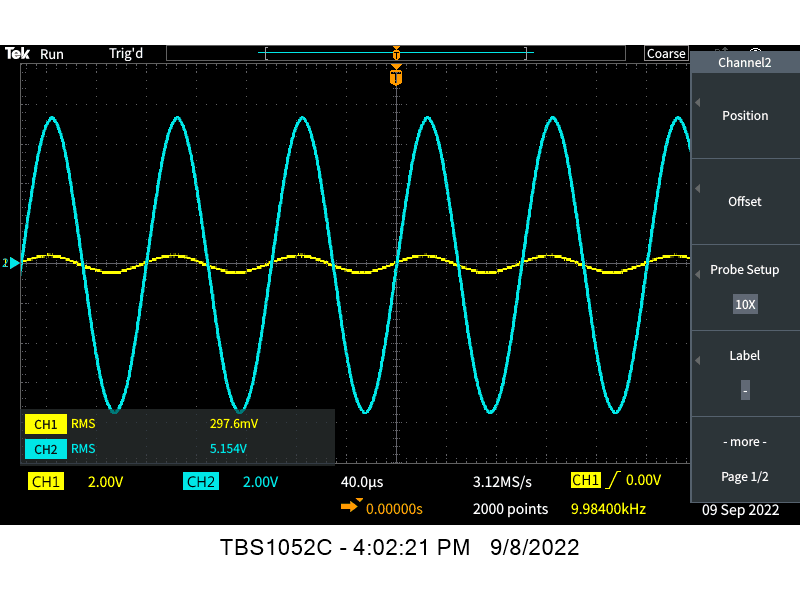 Tek Run Trig'd Coarse
T
T
Channel2
Position
Offset
Probe Setup
10X
Label
-
- more -
Page 1/2
2
CH1 RMS 297.6mV
CH2 RMS 5.154V
CH1 2.00V CH2 2.00V 40.0µs 3.12MS/s CH1 0.00V
0.00000s 2000 points 9.98400kHz 09 Sep 2022
TBS1052C - 4:02:21 PM 9/8/2022